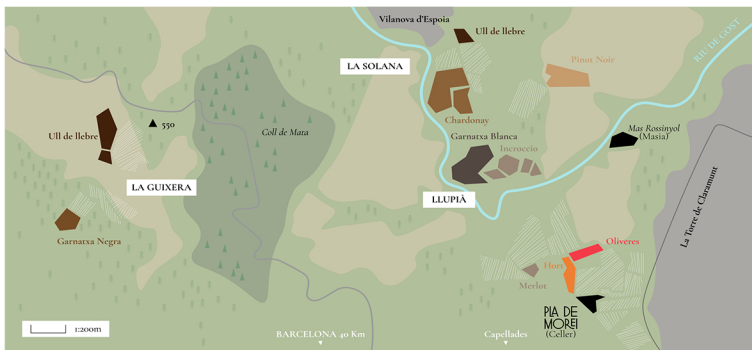 Vilanova d'Espoia
Ull de llebre
LA SOLANA
Pinot Noir
RIU DE GOST
Chardonay
550
Ull de llebre
Coll de Mata
Garnatxa Blanca
Incroccio
Mas Rossinyol
(Masia)
LA GUIXERA
LLUPIÀ
La Torre de Claramunt
Garnatxa Negra
Oliveres
Hort
Merlot
PLA
DE
MOREI
(Celler)
1:200m
BARCELONA 40 Km
Capellades